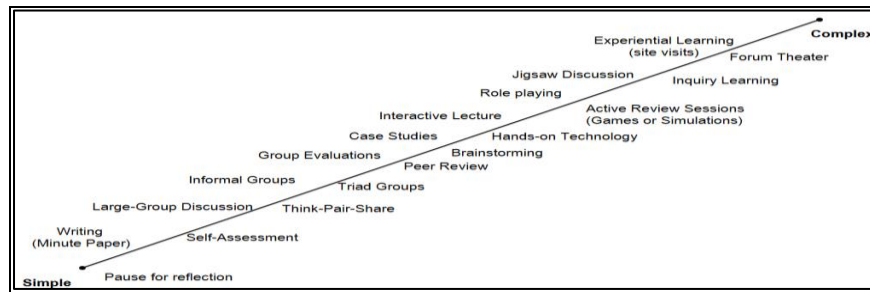 Complex
Experiential Learning
(site visits)
Forum Theater
Jigsaw Discussion
Inquiry Learning
Role playing
Active Review Sessions
(Games or Simulations)
Interactive Lecture
Case Studies
Hands-on Technology
Brainstorming
Group Evaluations
Peer Review
Informal Groups
Triad Groups
Large-Group Discussion
Think-Pair-Share
Writing
(Minute Paper)
Self-Assessment
Pause for reflection
Simple